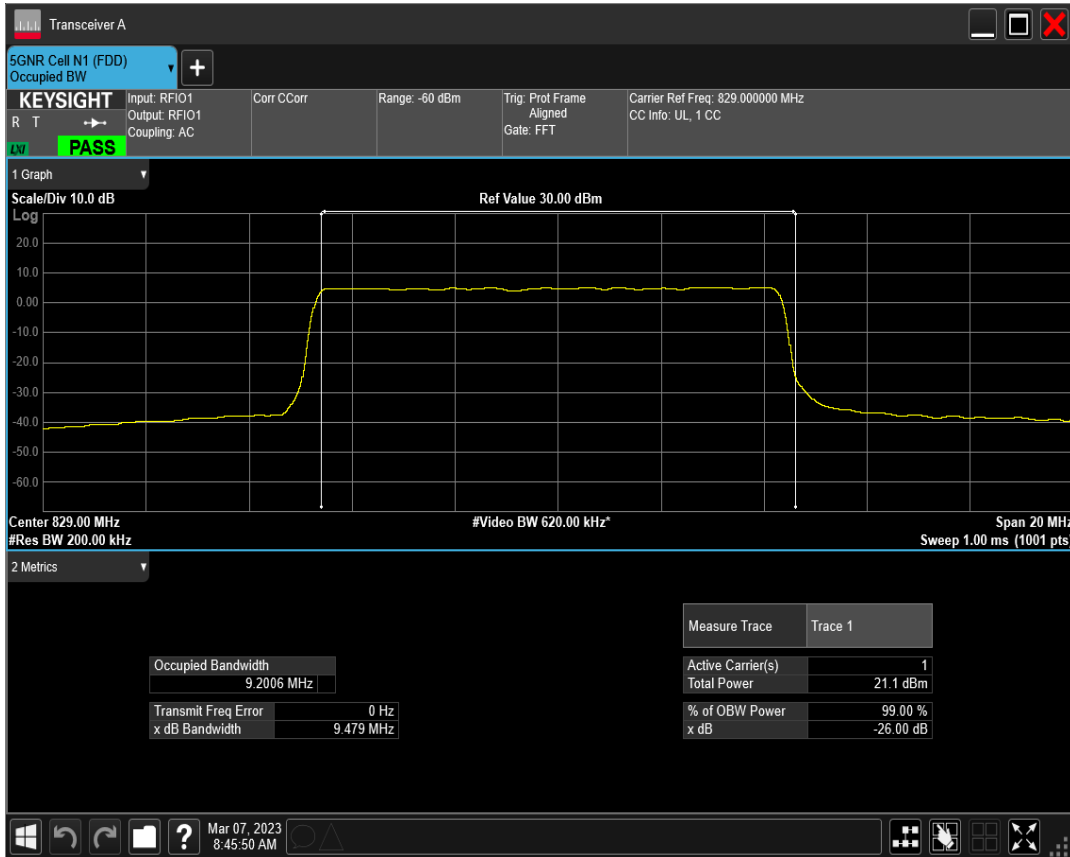 Transceiver A
5GNR Cell N1 (FDD)
Occupied BW
+
KEYSIGHT
R T
LXI
PASS
Input: RFIO1
Output: RFIO1
Coupling: AC
Corr CCorr
Range: -60 dBm
Trig: Prot Frame
Aligned
Gate: FFT
Carrier Ref Freq: 829.000000 MHz
CC Info: UL, 1 CC
1 Graph
Scale/Div 10.0 dB
Ref Value 30.00 dBm
Log
20.0
10.0
0.00
-10.0
-20.0
-30.0
-40.0
-50.0
-60.0
Center 829.00 MHz
#Video BW 620.00 kHz*
Span 20 MHz
#Res BW 200.00 kHz
Sweep 1.00 ms (1001 pts)
2 Metrics
Measure Trace Trace 1
Occupied Bandwidth
9.2006 MHz
Active Carrier(s) 1
Total Power 21.1 dBm
Transmit Freq Error 0 Hz
x dB Bandwidth 9.479 MHz
% of OBW Power 99.00 %
x dB -26.00 dB
?
Mar 07, 2023
8:45:50 AM